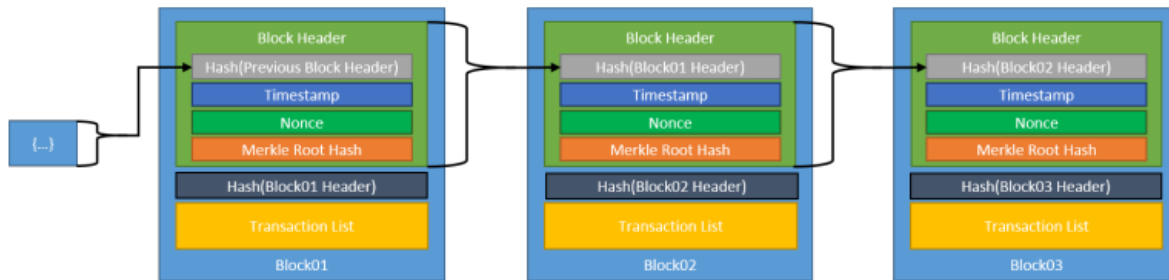 {...}
Block Header
Hash(Previous Block Header)
Timestamp
Nonce
Merkle Root Hash
Hash(Block01 Header)
Transaction List
Block01
Block Header
Hash(Block01 Header)
Timestamp
Nonce
Merkle Root Hash
Hash(Block02 Header)
Transaction List
Block02
Block Header
Hash(Block02 Header)
Timestamp
Nonce
Merkle Root Hash
Hash(Block03 Header)
Transaction List
Block03